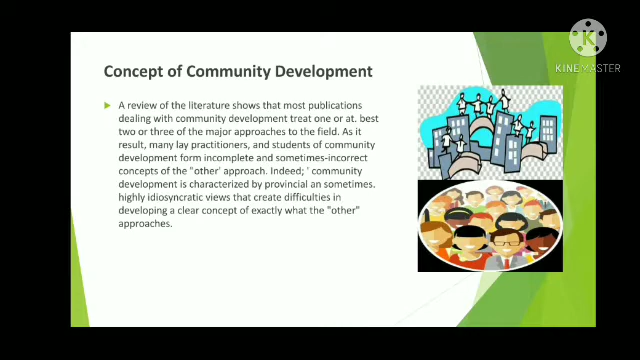 K
KINEMASTER
Concept of Community Development
A review of the literature shows that most publications
dealing with community development treat one or at. best
two or three of the major approaches to the field. As it
result, many lay practitioners, and students of community
development form incomplete and sometimes-incorrect
concepts of the "other' approach. Indeed; ' community
development is characterized by provincial an sometimes.
highly idiosyncratic views that create difficulties in
developing a clear concept of exactly what the "other"
approaches.